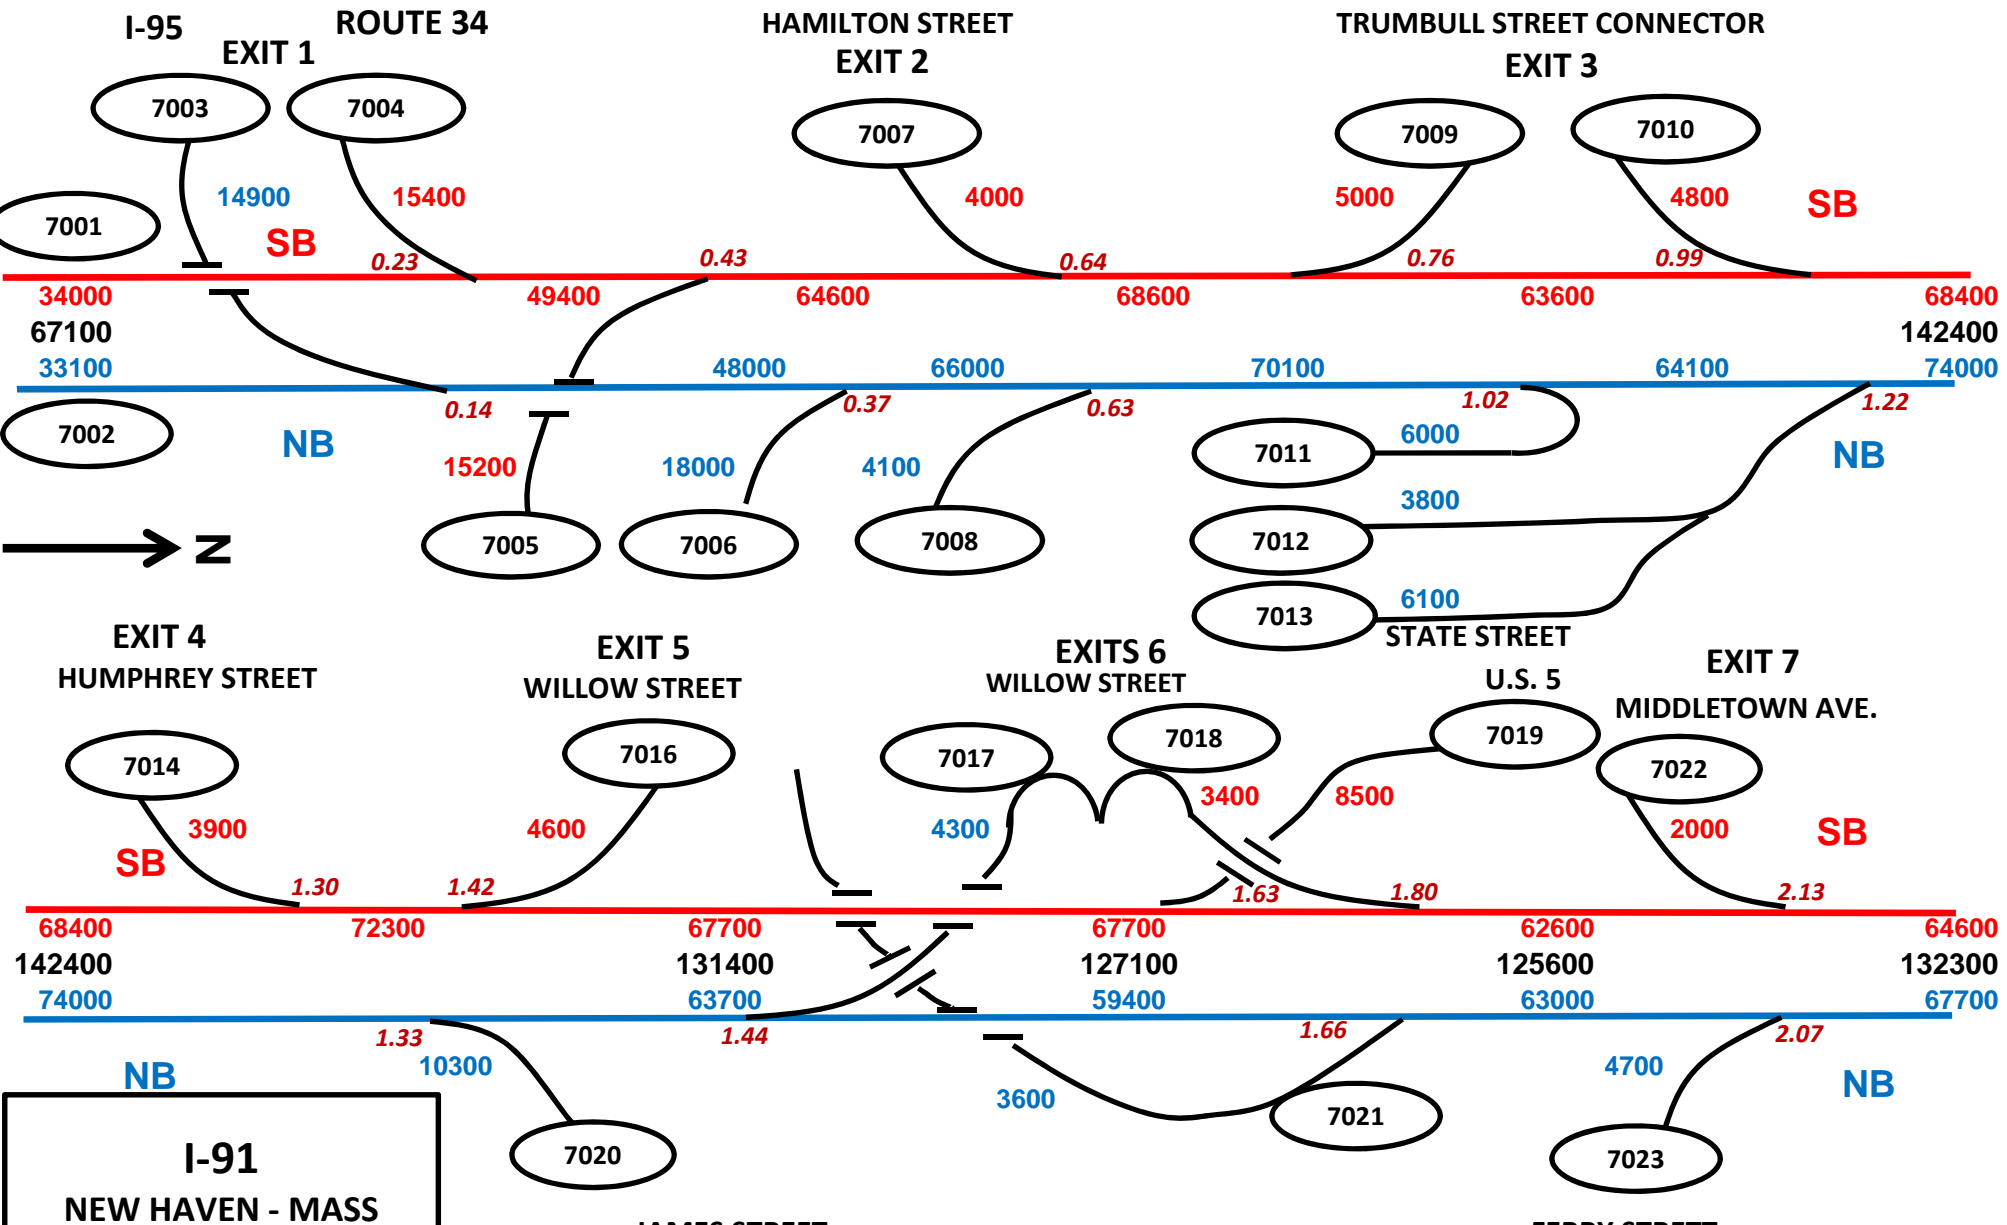 I-95 ROUTE 34 HAMILTON STREET TRUMBULL STREET CONNECTOR
EXIT 1 EXIT 2 EXIT 3
7003 7004 7007 7009 7010
14900 15400 4000 5000 4800 SB
7001
SB 0.23 0.43 0.64 0.76 0.99
34000 49400 64600 68600 63600 68400
67100 142400
33100 48000 66000 70100 64100 74000
0.14 0.37 0.63 1.02 1.22
7002 NB 6000 NB
7011
15200 18000 4100
3800
7005 7006 7008 7012
N
6100
7013
STATE STREET
EXIT 4 EXIT 5 EXITS 6 EXIT 7
HUMPHREY STREET WILLOW STREET WILLOW STREET U.S. 5 MIDDLETOWN AVE.
7014 7016 7017 7018 7019 7022
3400 8500
3900 4600 4300 2000 SB
SB
1.30 1.42 1.63 1.80 2.13
68400 72300 67700 67700 62600 64600
142400 131400 127100 125600 132300
74000 63700 59400 63000 67700
1.33 1.44 1.66 2.07
NB 10300 4700 NB
3600
7020 7021 7023
I-91
NEW HAVEN - MASS